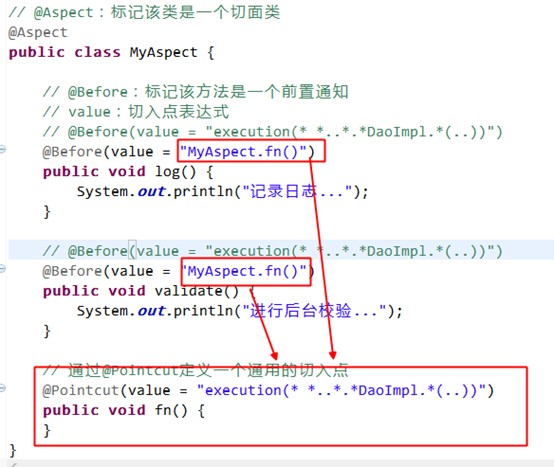 // @Aspect：标记该类是一个切面类
@Aspect
public class MyAspect {
// @Before：标记该方法是一个前置通知
// value：切入点表达式
// @Before(value = "execution(* *..*.*DaoImpl.*(..))")
@Before(value = "MyAspect.fn()")
public void log() {
System.out.println("记录日志...");
}
// @Before(value = "execution(* *..*.*DaoImpl.*(..))")
@Before(value = "MyAspect.fn()")
public void validate() {
System.out.println("进行后台校验...");
}
// 通过@Pointcut定义一个通用的切入点
@Pointcut(value = "execution(* *..*.*DaoImpl.*(..))")
public void fn() {
}
}